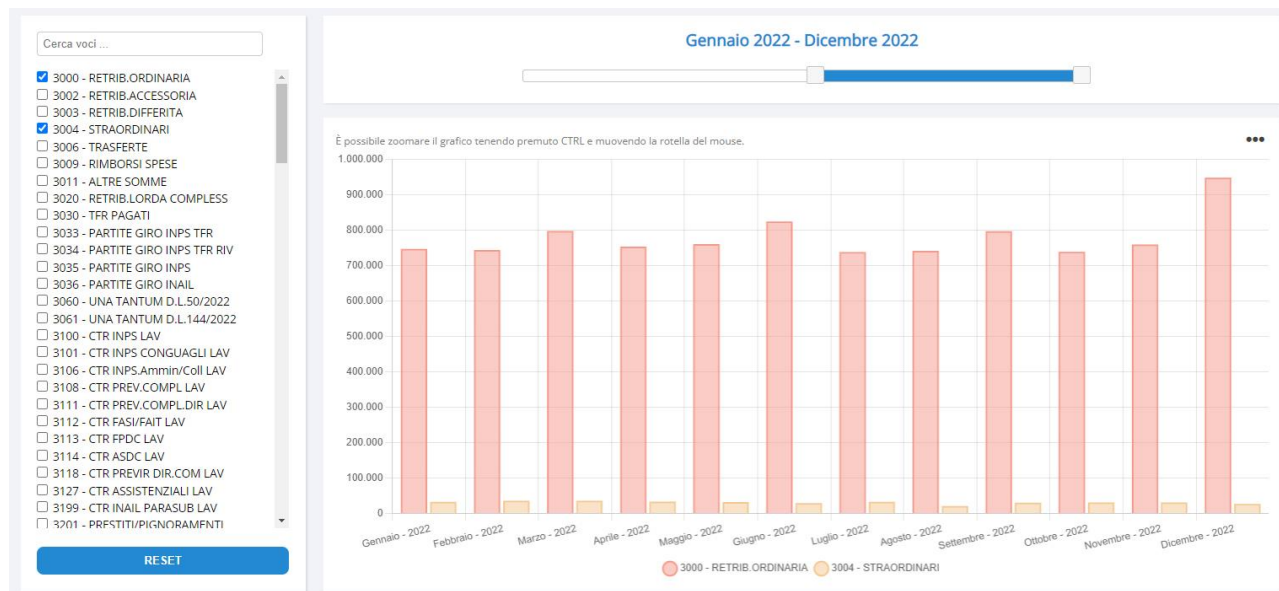 Cerca voci ...
3000 - RETRIB.ORDINARIA
3002 - RETRIB.ACCESSORIA
3003 - RETRIB.DIFFERITA
3004 - STRAORDINARI
3006 - TRASFERTE
3009 - RIMBORSI SPESE
3011 - ALTRE SOMME
3020 - RETRIB.LORDA COMPLESS
3030 - TFR PAGATI
3033 - PARTITE GIRO INPS TFR
3034 - PARTITE GIRO INPS TFR RIV
3035 - PARTITE GIRO INPS
3036 - PARTITE GIRO INAIL
3060 - UNA TANTUM D.L.50/2022
3061 - UNA TANTUM D.L.144/2022
3100 - CTR INPS LAV
3101 - CTR INPS CONGUAGLI LAV
3106 - CTR INPS.Ammin/Coll LAV
3108 - CTR PREV.COMPL LAV
3111 - CTR PREV.COMPL.DIR LAV
3112 - CTR FASI/FAIT LAV
3113 - CTR FPDC LAV
3114 - CTR ASDC LAV
3118 - CTR PREVIR DIR.COM LAV
3127 - CTR ASSISTENZIALI LAV
3199 - CTR INAIL PARASUB LAV
3201 - PRESTITI/PIGNORAMENTI
RESET
Gennaio 2022 - Dicembre 2022
È possibile zoomare il grafico tenendo premuto CTRL e muovendo la rotella del mouse.
1.000.000
900.000
800.000
700.000
600.000
500.000
400.000
300.000
200.000
100.000
0
Gennaio - 2022
Febbraio - 2022
Marzo - 2022
Aprile - 2022
Maggio - 2022
Giugno - 2022
Luglio - 2022
Agosto - 2022
Settembre - 2022
Ottobre - 2022
Novembre - 2022
Dicembre - 2022
3000 - RETRIB.ORDINARIA 3004 - STRAORDINARI